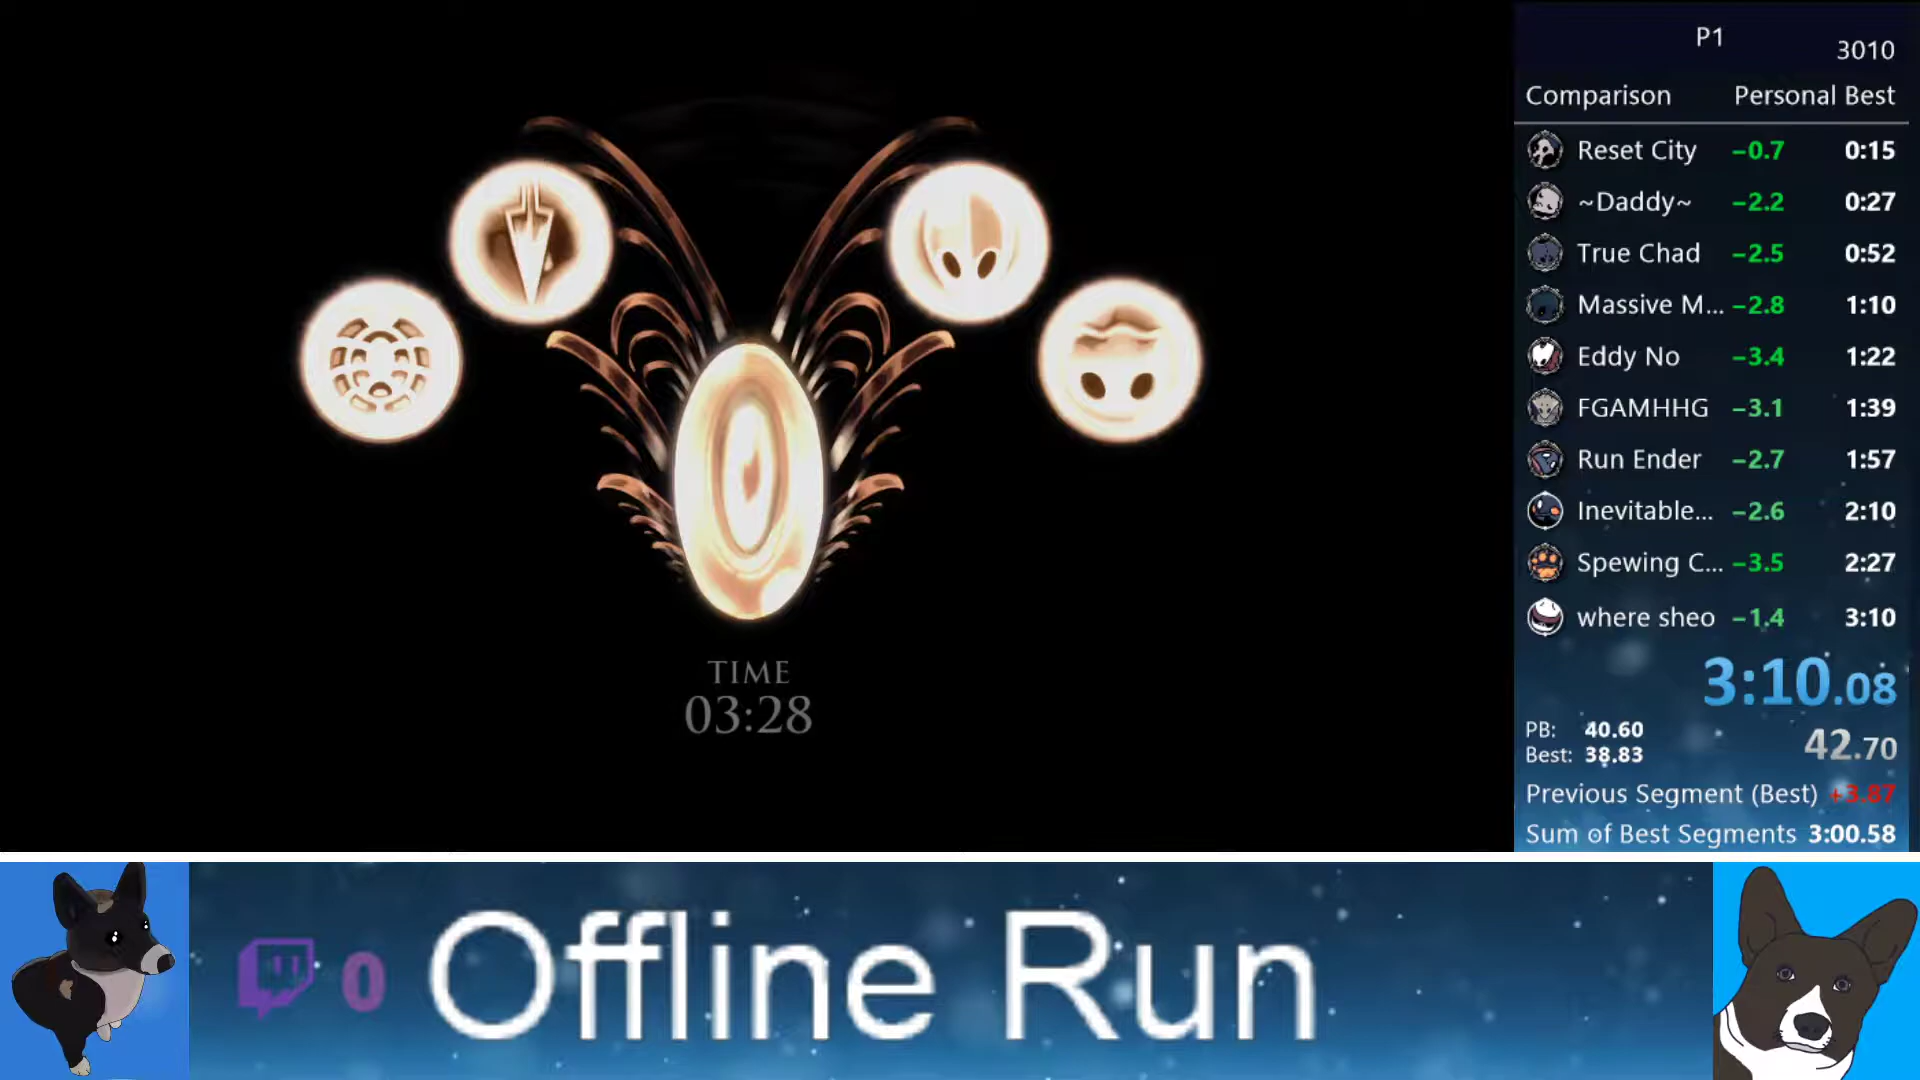 P1
3010
Comparison Personal Best
Reset City −0.7 0:15
~Daddy~ −2.2 0:27
True Chad −2.5 0:52
Massive M... −2.8 1:10
Eddy No −3.4 1:22
FGAMHHG −3.1 1:39
Run Ender −2.7 1:57
Inevitable... −2.6 2:10
Spewing C... −3.5 2:27
where sheo −1.4 3:10
3:10.08
PB: 40.60
Best: 38.83
42.70
Previous Segment (Best) +3.87
Sum of Best Segments 3:00.58
TIME
03:28
0 Offline Run